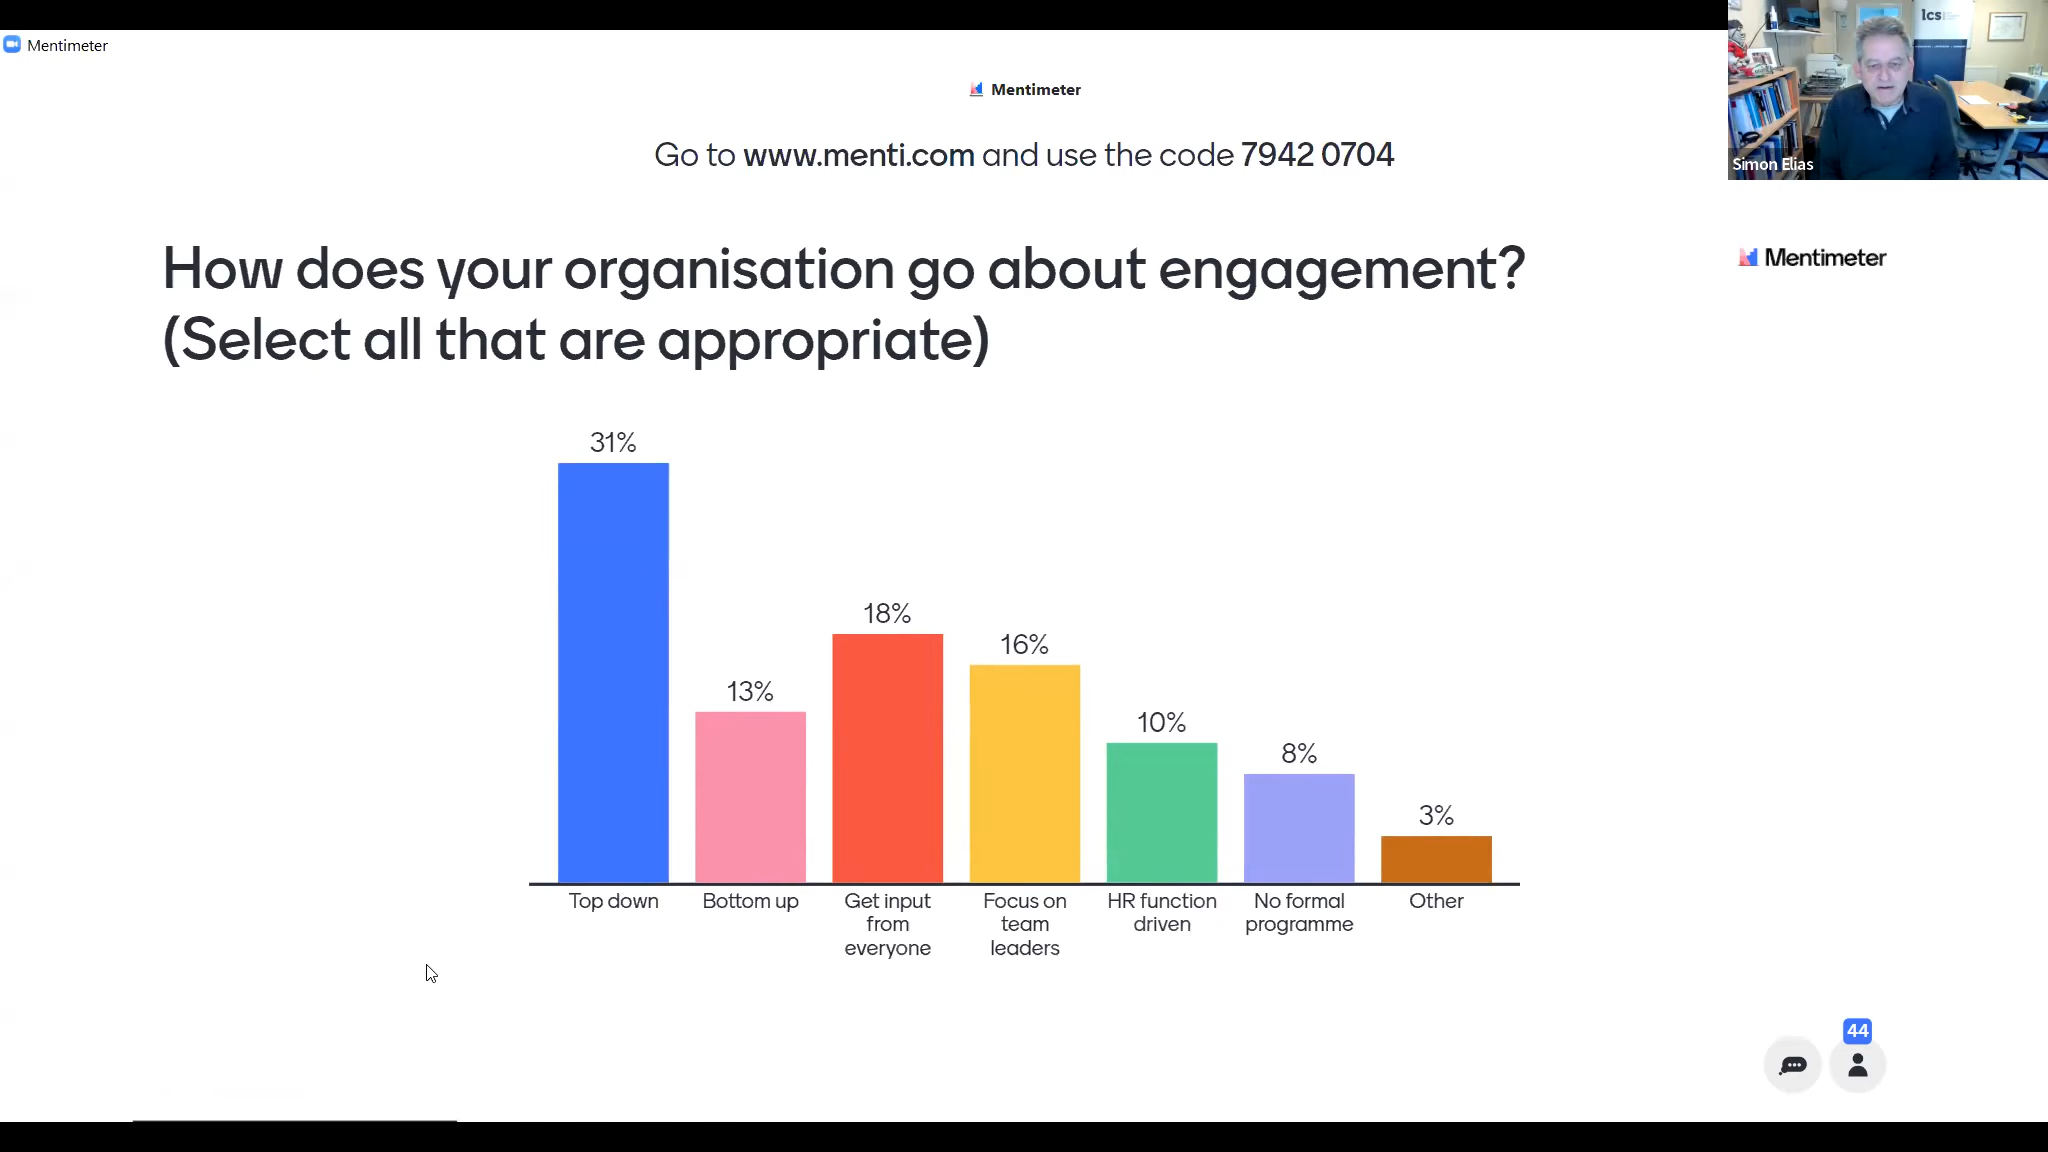 Mentimeter
Mentimeter
Go to www.menti.com and use the code 7942 0704
lcs
Simon Elias
How does your organisation go about engagement?
(Select all that are appropriate)
Mentimeter
31%
13%
18%
16%
10%
8%
3%
Top down
Bottom up
Get input
from
everyone
Focus on
team
leaders
HR function
driven
No formal
programme
Other
44